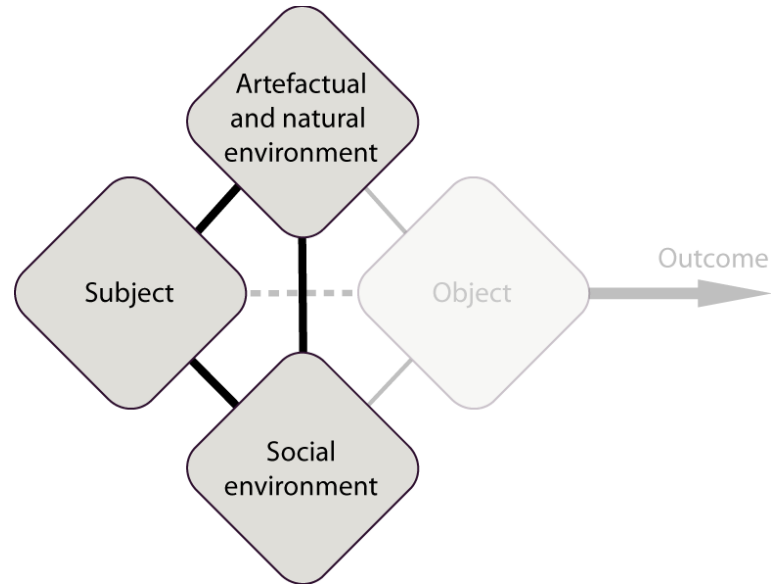 Artefactual
and natural
environment
Subject
Object
Outcome
Social
environment